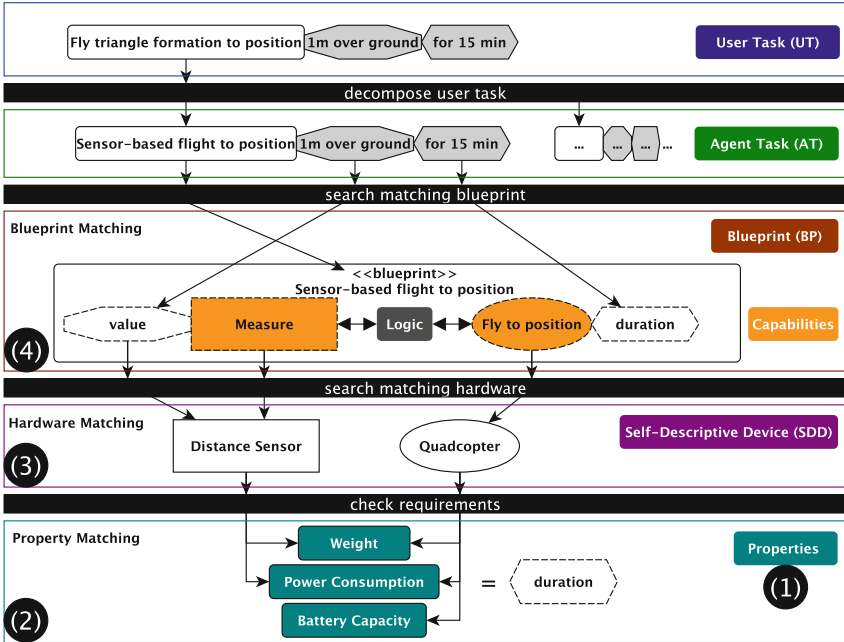 Fly triangle formation to position 1m over ground for 15 min
User Task (UT)
decompose user task
Sensor-based flight to position 1m over ground for 15 min
... ... ... ...
Agent Task (AT)
search matching blueprint
Blueprint Matching
Blueprint (BP)
<<blueprint>>
Sensor-based flight to position
value
Measure
Logic
Fly to position
duration
Capabilities
(4)
search matching hardware
Hardware Matching
Self-Descriptive Device (SDD)
Distance Sensor
Quadcopter
(3)
check requirements
Property Matching
Weight
Properties
Power Consumption
=
duration
(1)
Battery Capacity
(2)